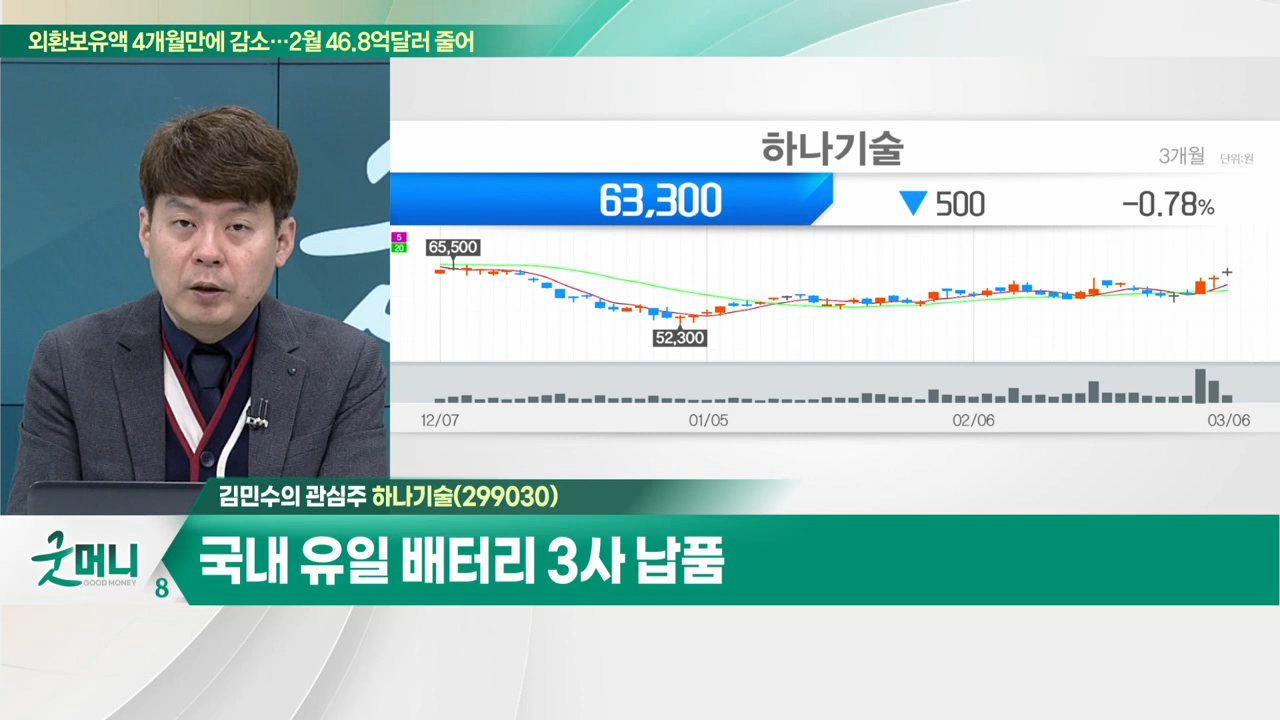 외환보유액 4개월만에 감소…2월 46.8억달러 줄어
하나기술
3개월 단위:원
63,300 ▼500 -0.78%
5
20
65,500
52,300
12/07 01/05 02/06 03/06
김민수의 관심주 하나기술(299030)
국내 유일 배터리 3사 납품
굿머니
GOOD MONEY
8